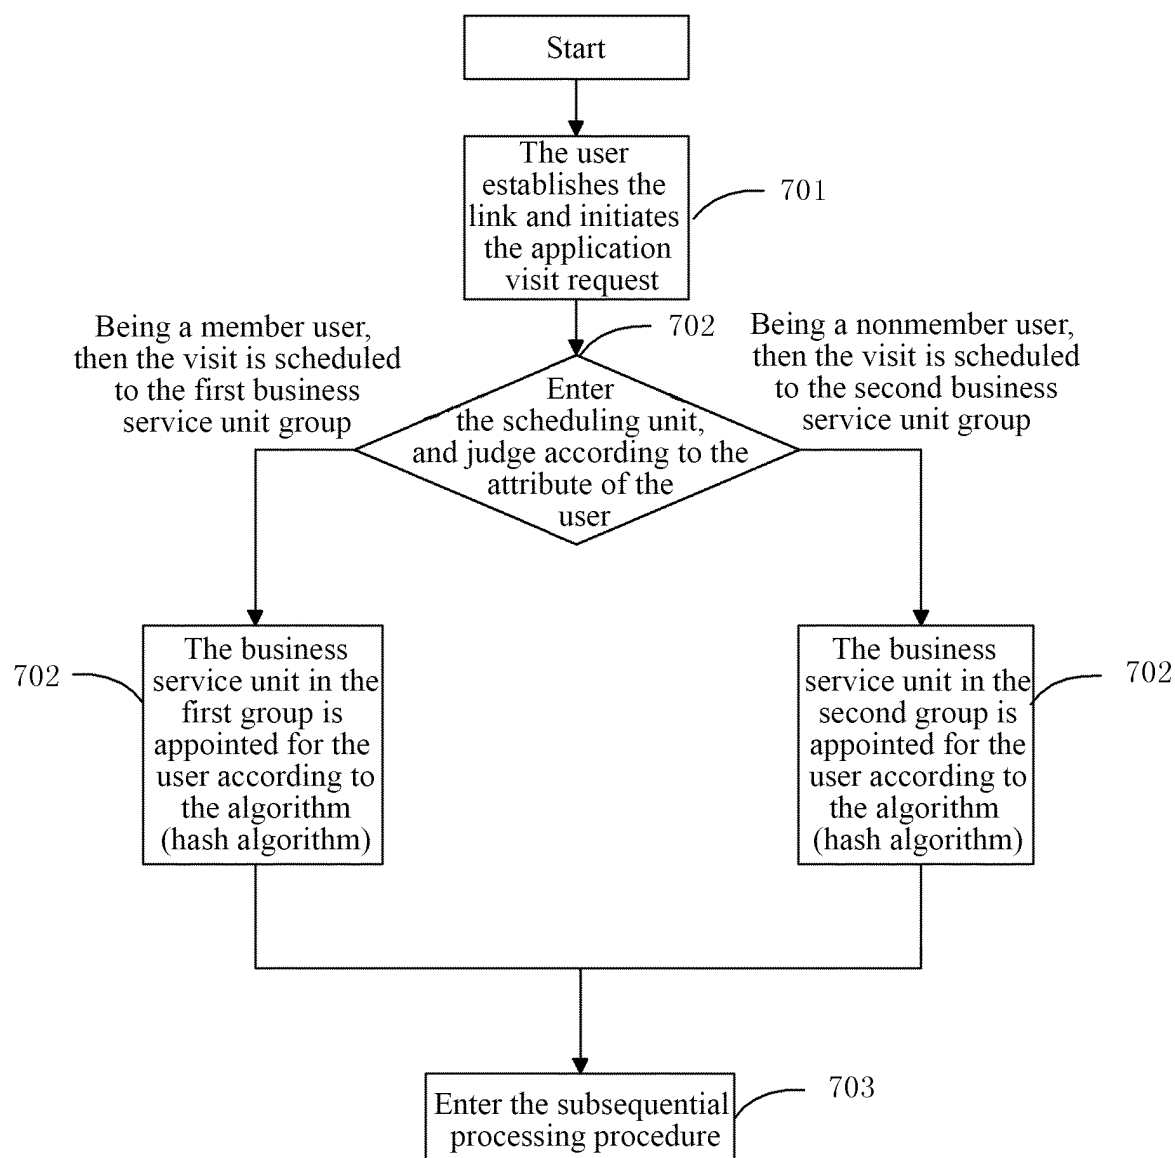 Start
The user
establishes the
link and initiates
the application
visit request
701
702
Being a member user,
then the visit is scheduled
to the first business
service unit group
Being a nonmember user,
then the visit is scheduled
to the second business
service unit group
Enter
the scheduling unit,
and judge according to the
attribute of the
user
702
The business
service unit in the
first group is
appointed for the
user according to
the algorithm
(hash algorithm)
The business
service unit in the
second group is
appointed for the
user according to
the algorithm
(hash algorithm)
702
Enter the subsequential
processing procedure
703